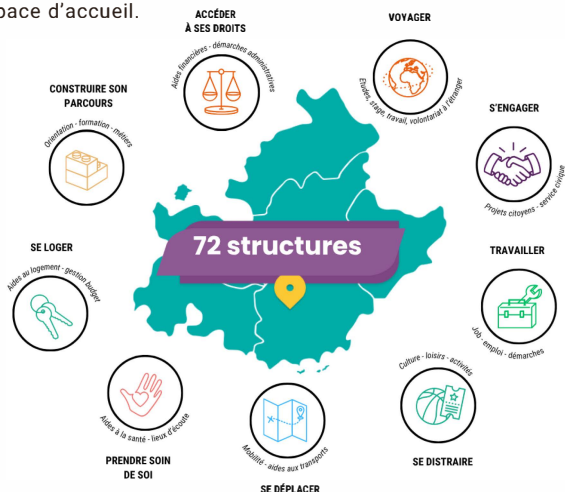 pace d'accueil.
ACCÉDER
À SES DROITS
Aides financières - démarches administratives
VOYAGER
Etudes, stage, travail, volontariat à l'étranger
CONSTRUIRE SON
PARCOURS
Orientation - formation - métiers
S'ENGAGER
Projets citoyens - service civique
72 structures
SE LOGER
Aides au logement - gestion budget
TRAVAILLER
Job - emploi - démarches
Aides à la santé - lieux d'écoute
PRENDRE SOIN
DE SOI
Mobilité - aides aux transports
SE DÉPLACER
Culture - loisirs - activités
SE DISTRAIRE